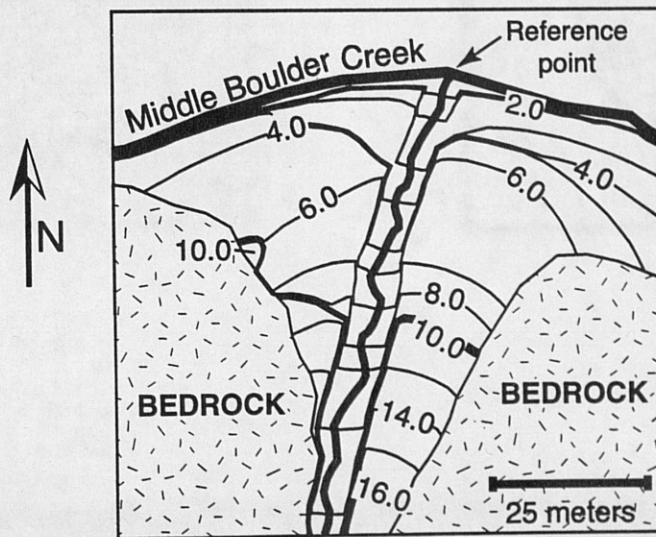 Reference
point
Middle Boulder Creek
2.0
4.0
4.0
6.0
6.0
N
10.0
8.0
10.0
BEDROCK
BEDROCK
14.0
16.0
25 meters